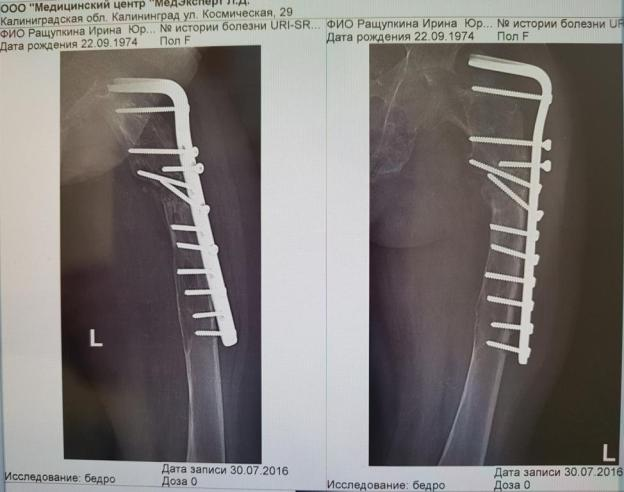 ООО "Медицинский центр "МедЭксперт Л.Д.
Калининградская обл. Калининград ул. Космическая, 29
ФИО Ращупкина Ирина Юр... № истории болезни URI-SR...
Дата рождения 22.09.1974 Пол F
ФИО Ращупкина Ирина Юр... № истории болезни UR
Дата рождения 22.09.1974 Пол F
L
L
Исследование: бедро
Дата записи 30.07.2016
Доза 0
Исследование: бедро
Дата записи 30.07.2016
Доза 0